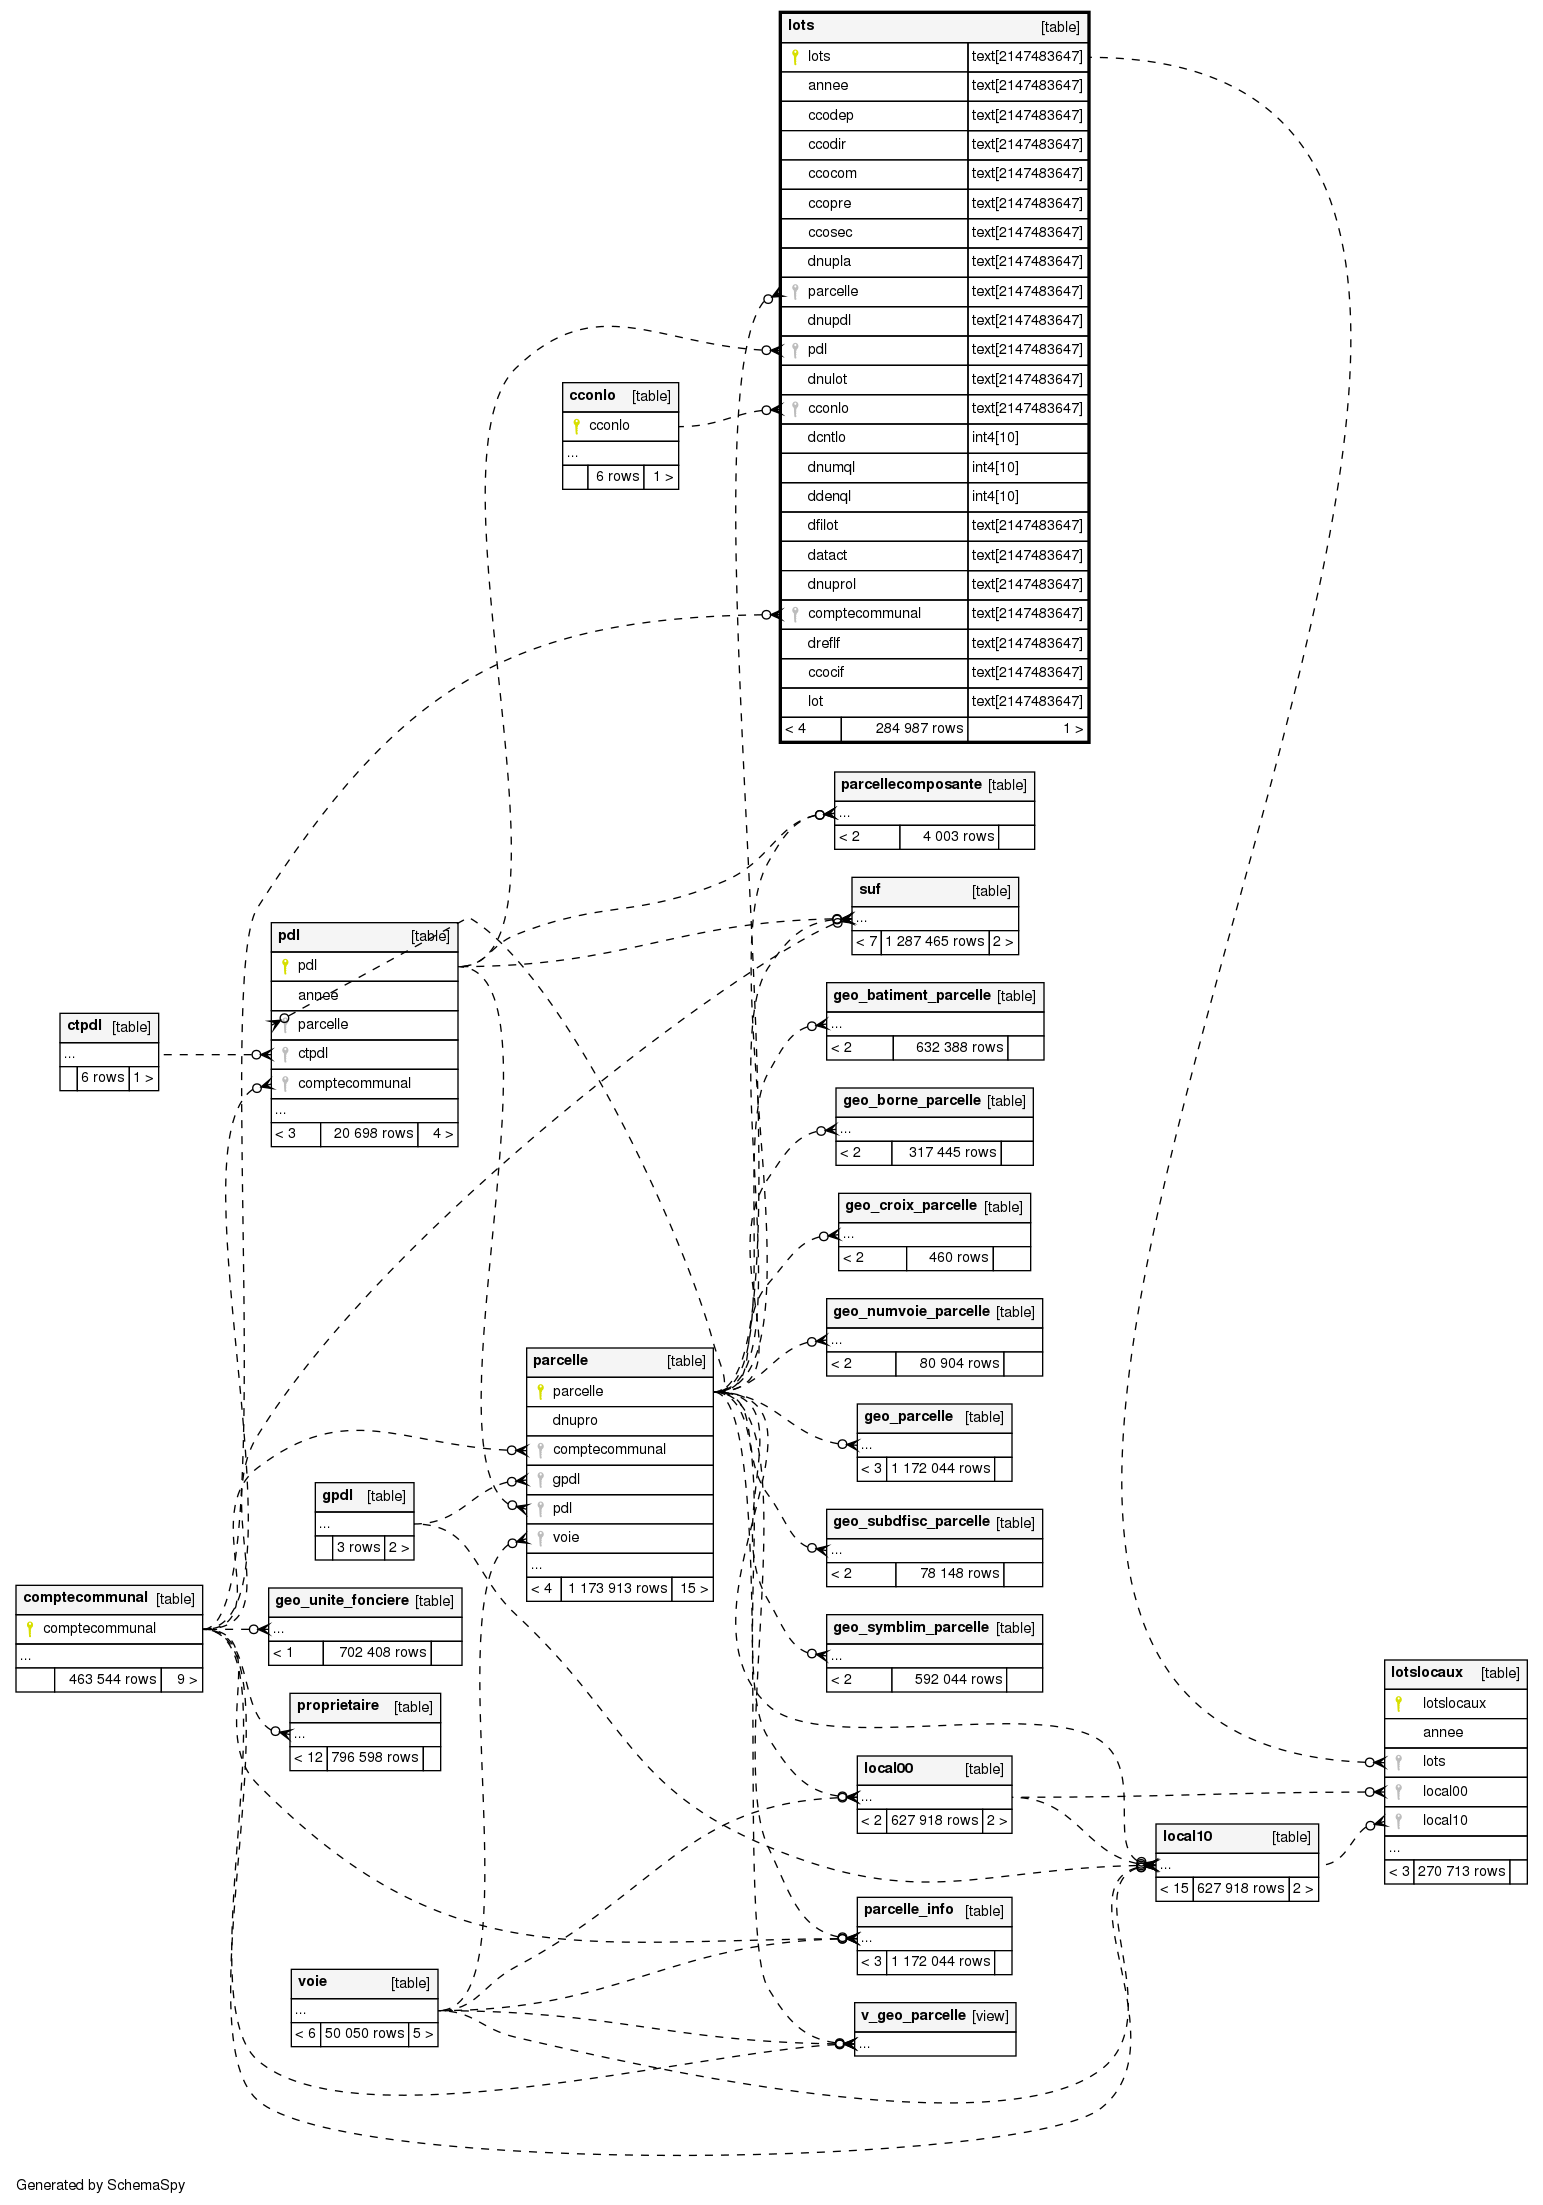 lots [table]
lots text[2147483647]
annee text[2147483647]
ccodep text[2147483647]
ccodir text[2147483647]
ccocom text[2147483647]
ccopre text[2147483647]
ccosec text[2147483647]
dnupla text[2147483647]
parcelle text[2147483647]
dnupdl text[2147483647]
pdl text[2147483647]
dnulot text[2147483647]
cconlo text[2147483647]
dcntlo int4[10]
dnumql int4[10]
ddenql int4[10]
dfilot text[2147483647]
datact text[2147483647]
dnuprol text[2147483647]
comptecommunal text[2147483647]
dreflf text[2147483647]
ccocif text[2147483647]
lot text[2147483647]
< 4 284 987 rows 1 >
cconlo [table]
cconlo
...
6 rows 1 >
parcellecomposante [table]
...
< 2 4 003 rows
suf [table]
...
< 7 1 287 465 rows 2 >
pdl [table]
pdl
annee
parcelle
ctpdl
comptecommunal
...
< 3 20 698 rows 4 >
ctpdl [table]
...
6 rows 1 >
geo_batiment_parcelle [table]
...
< 2 632 388 rows
geo_borne_parcelle [table]
...
< 2 317 445 rows
geo_croix_parcelle [table]
...
< 2 460 rows
geo_numvoie_parcelle [table]
...
< 2 80 904 rows
parcelle [table]
parcelle
dnupro
comptecommunal
gpdl
pdl
voie
...
< 4 1 173 913 rows 15 >
geo_parcelle [table]
...
< 3 1 172 044 rows
gpdl [table]
...
3 rows 2 >
geo_subdfisc_parcelle [table]
...
< 2 78 148 rows
comptecommunal [table]
comptecommunal
...
463 544 rows 9 >
geo_unite_fonciere [table]
...
< 1 702 408 rows
geo_symblim_parcelle [table]
...
< 2 592 044 rows
proprietaire [table]
...
< 12 796 598 rows
lotslocaux [table]
lotslocaux
annee
lots
local00
local10
...
< 3 270 713 rows
local00 [table]
...
< 2 627 918 rows 2 >
local10 [table]
...
< 15 627 918 rows 2 >
parcelle_info [table]
...
< 3 1 172 044 rows
voie [table]
...
< 6 50 050 rows 5 >
v_geo_parcelle [view]
...
Generated by SchemaSpy